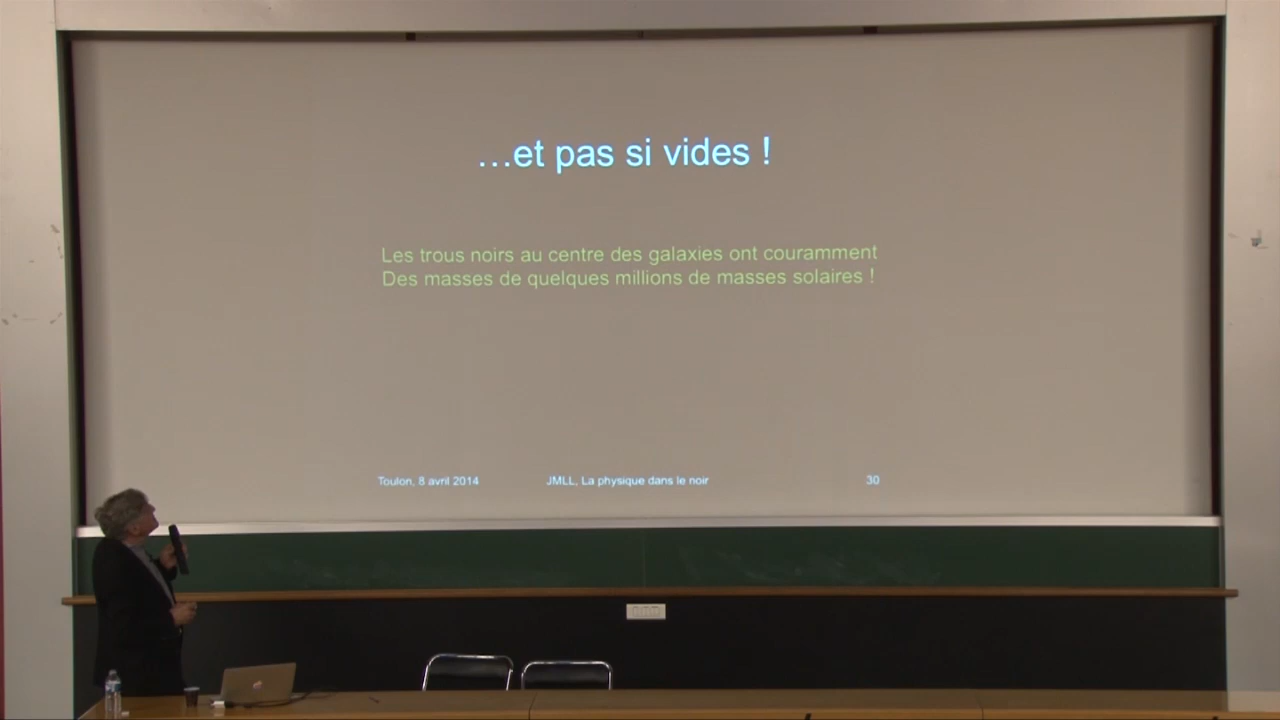 ...et pas si vides !
Les trous noirs au centre des galaxies ont couramment
Des masses de quelques millions de masses solaires !
Toulon, 8 avril 2014 JMLL, La physique dans le noir 30